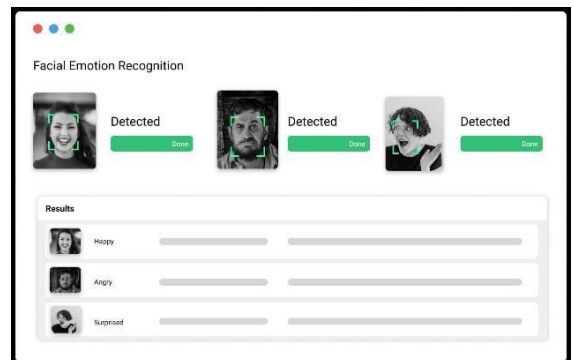 Facial Emotion Recognition
Detected
Done
Detected
Done
Detected
Done
Results
Happy
Angry
Surprised